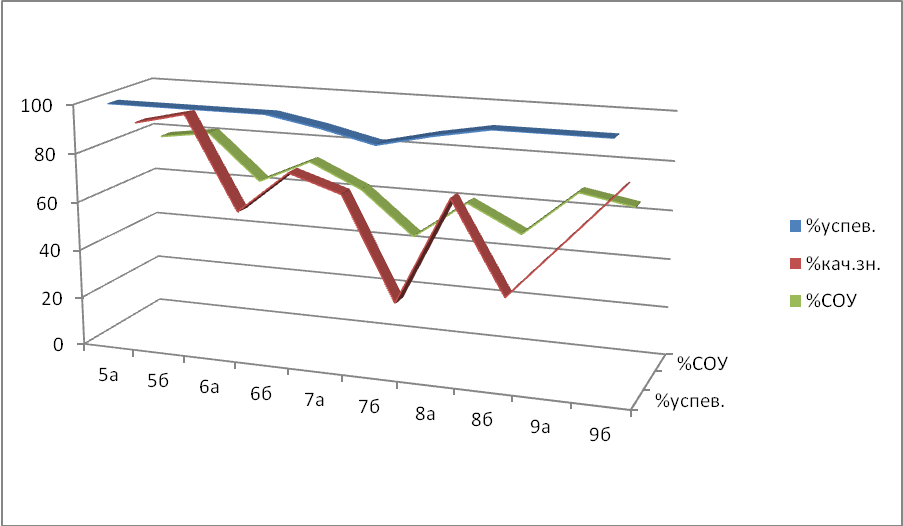 100
80
60
40
20
0
5а
5б
6а
6б
7а
7б
8а
8б
9а
9б
%СОУ
%успев.
%успев.
%кач.зн.
%СОУ